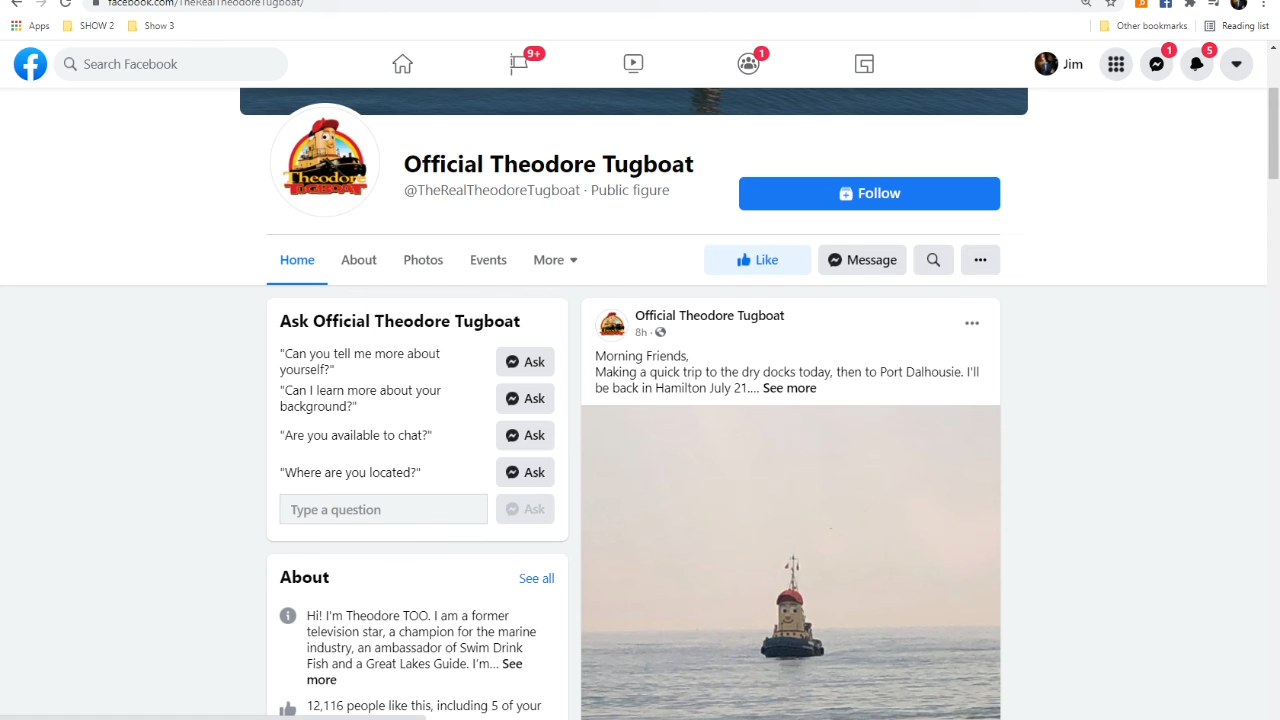 facebook.com/TheRealTheodoreTugboat/
Apps SHOW 2 Show 3 Other bookmarks Reading list
Search Facebook 9+ 1 Jim 1 5
Theodore
TUGBOAT
Official Theodore Tugboat
@TheRealTheodoreTugboat · Public figure
Follow
Home About Photos Events More Like Message
Ask Official Theodore Tugboat
"Can you tell me more about
yourself?"
Ask
"Can I learn more about your
background?"
Ask
"Are you available to chat?" Ask
"Where are you located?" Ask
Type a question Ask
About See all
Hi! I'm Theodore TOO. I am a former
television star, a champion for the marine
industry, an ambassador of Swim Drink
Fish and a Great Lakes Guide. I'm... See
more
12,116 people like this, including 5 of your
Official Theodore Tugboat
8h ·
Morning Friends,
Making a quick trip to the dry docks today, then to Port Dalhousie. I'll
be back in Hamilton July 21.... See more